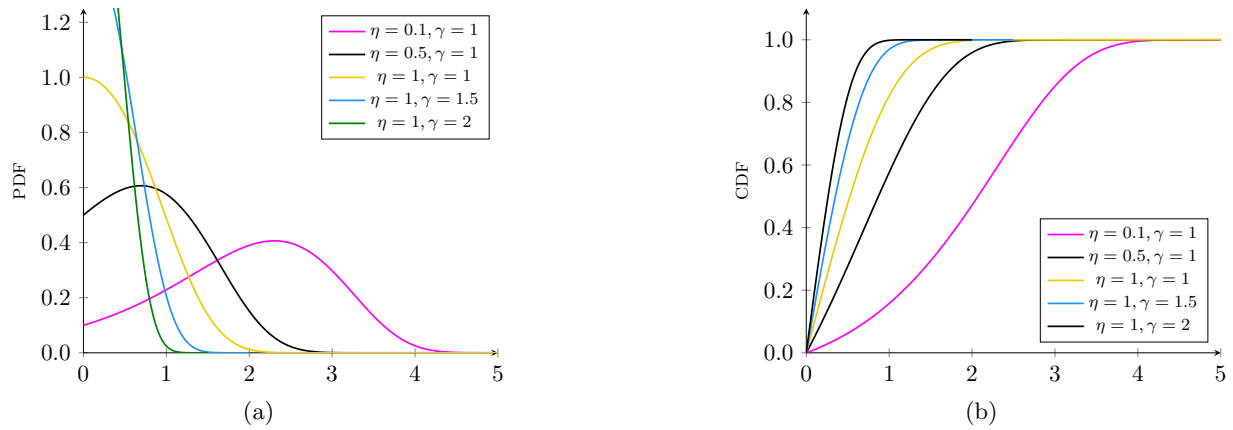 1.2
1.0
0.8
0.6
0.4
0.2
0.0
PDF
0 1 2 3 4 5
η = 0.1, γ = 1
η = 0.5, γ = 1
η = 1, γ = 1
η = 1, γ = 1.5
η = 1, γ = 2
(a)
1.0
0.8
0.6
0.4
0.2
0.0
CDF
0 1 2 3 4 5
η = 0.1, γ = 1
η = 0.5, γ = 1
η = 1, γ = 1
η = 1, γ = 1.5
η = 1, γ = 2
(b)